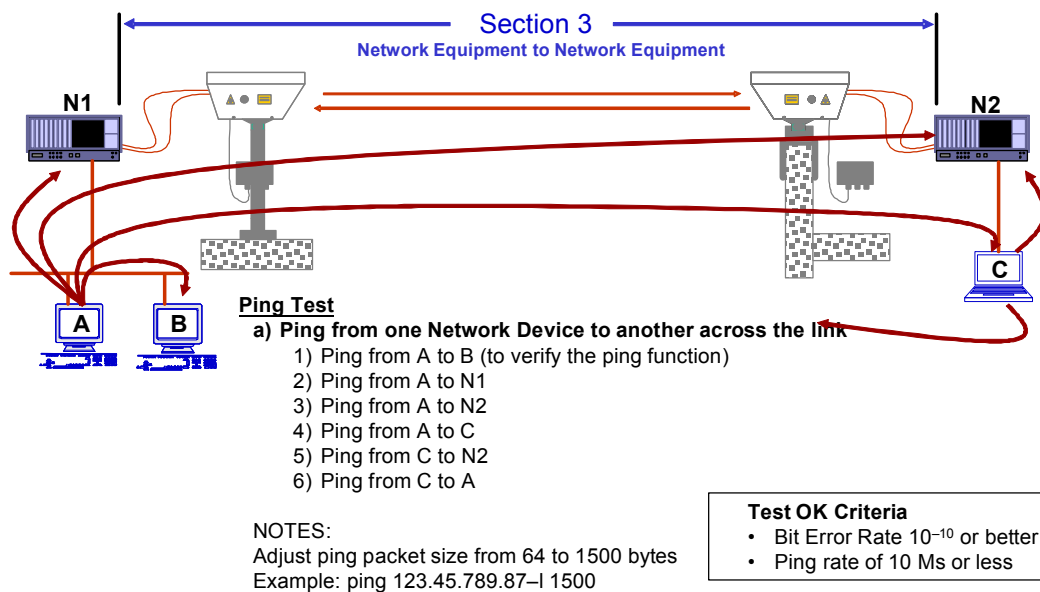 Section 3
Network Equipment to Network Equipment
N1
N2
A
B
C
Ping Test
a) Ping from one Network Device to another across the link
1) Ping from A to B (to verify the ping function)
2) Ping from A to N1
3) Ping from A to N2
4) Ping from A to C
5) Ping from C to N2
6) Ping from C to A
NOTES:
Adjust ping packet size from 64 to 1500 bytes
Example: ping 123.45.789.87–l 1500
Test OK Criteria
• Bit Error Rate 10⁻¹⁰ or better
• Ping rate of 10 Ms or less